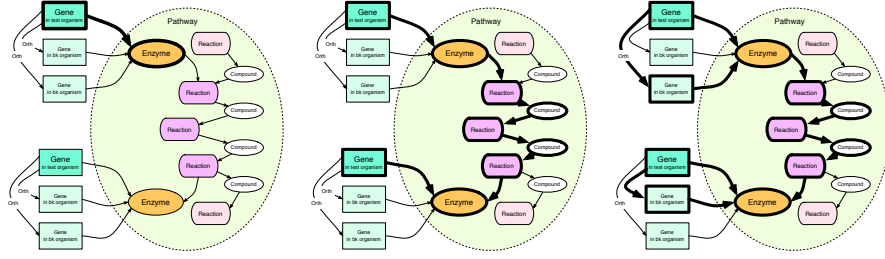 Gene
in test organism
Orth
Gene
in bk organism
Orth
Gene
in bk organism
Pathway
Enzyme
Reaction
Compound
Reaction
Compound
Reaction
Compound
Reaction
Compound
Reaction
Gene
in test organism
Orth
Gene
in bk organism
Orth
Gene
in bk organism
Enzyme
Gene
in test organism
Orth
Gene
in bk organism
Orth
Gene
in bk organism
Pathway
Enzyme
Reaction
Compound
Reaction
Compound
Reaction
Compound
Reaction
Compound
Reaction
Gene
in test organism
Orth
Gene
in bk organism
Orth
Gene
in bk organism
Enzyme
Gene
in test organism
Orth
Gene
in bk organism
Orth
Gene
in bk organism
Pathway
Enzyme
Reaction
Compound
Reaction
Compound
Reaction
Compound
Reaction
Compound
Reaction
Gene
in test organism
Orth
Gene
in bk organism
Orth
Gene
in bk organism
Enzyme